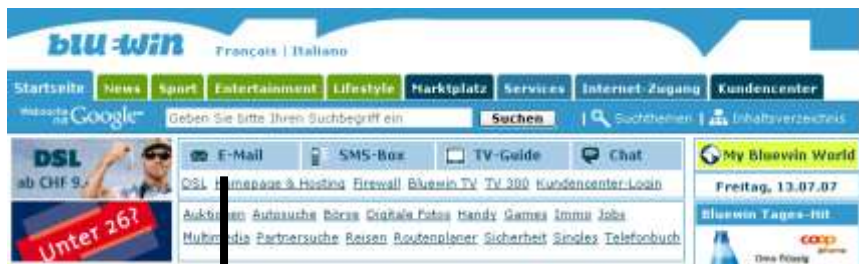 bluewin
Français | Italiano
Startseite News Sport Entertainment Lifestyle Marktplatz Services Internet-Zugang Kundencenter
Google Geben Sie bitte Ihren Suchbegriff ein Suchen | Suchthemen | Inhaltsverzeichnis
DSL
ab CHF 9.-
E-Mail SMS-Box TV-Guide Chat
My Bluewin World
DSL Homepage & Hosting Firewall Bluewin TV TV 300 Kundencenter-Login
Freitag, 13.07.07
Unter 26?
Auktionen Autosuche Börse Digitale Fotos Handy Games Immo Jobs
Multimedia Partnersuche Reisen Routenplaner Sicherheit Singles Telefonbuch
Bluewin Tages-Hit
coop